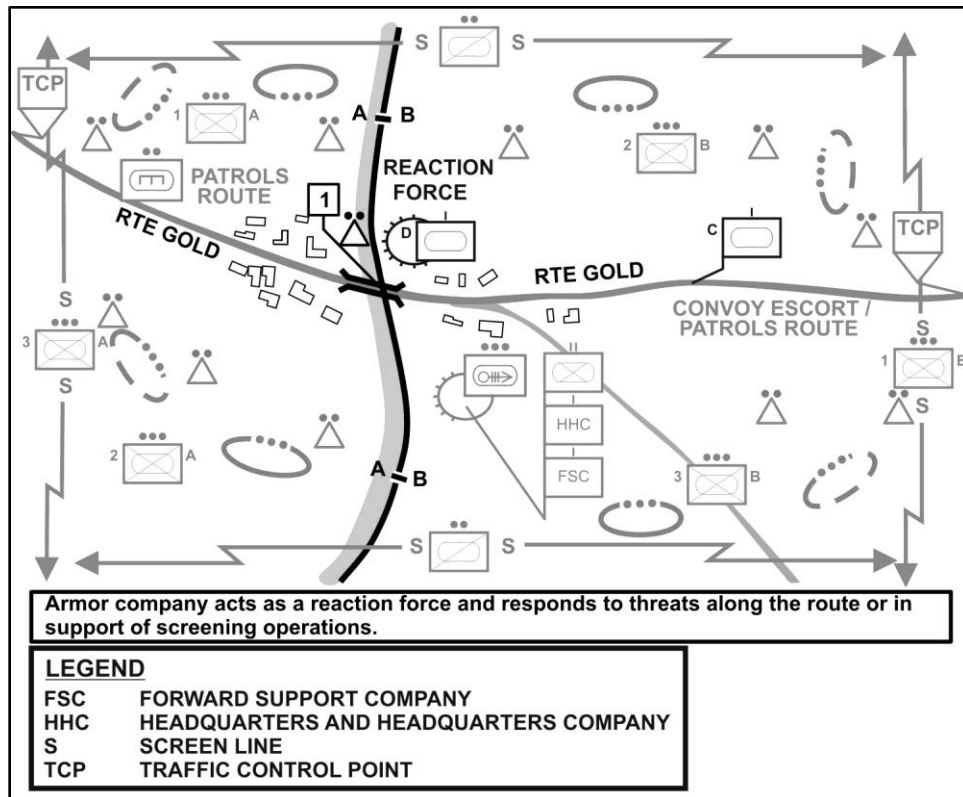 S S
TCP
1 A
A B
2 B
PATROLS
ROUTE
REACTION
FORCE
1
D
C
TCP
RTE GOLD
RTE GOLD
CONVOY ESCORT /
PATROLS ROUTE
S
S
3 A
S
1 B
S
II
HHC
FSC
2 A
A B
3 B
S S
Armor company acts as a reaction force and responds to threats along the route or in
support of screening operations.
LEGEND
FSC FORWARD SUPPORT COMPANY
HHC HEADQUARTERS AND HEADQUARTERS COMPANY
S SCREEN LINE
TCP TRAFFIC CONTROL POINT